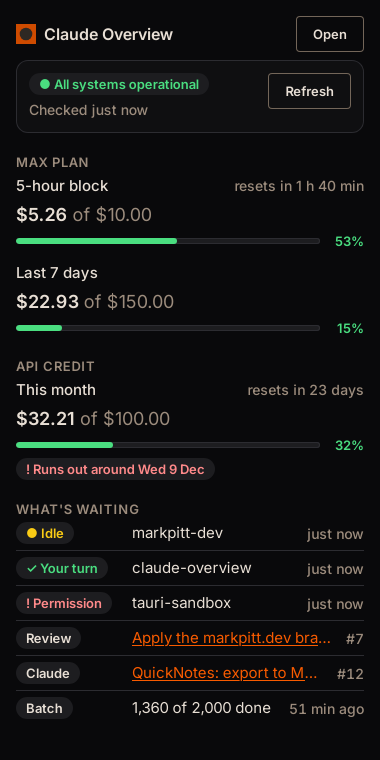 Claude Overview
Open
All systems operational
Refresh
Checked just now
MAX PLAN
5-hour block resets in 1 h 40 min
$5.26 of $10.00
53%
Last 7 days
$22.93 of $150.00
15%
API CREDIT
This month resets in 23 days
$32.21 of $100.00
32%
! Runs out around Wed 9 Dec
WHAT'S WAITING
Idle markpitt-dev just now
✓ Your turn claude-overview just now
! Permission tauri-sandbox just now
Review Apply the markpitt.dev bra... #7
Claude QuickNotes: export to M... #12
Batch 1,360 of 2,000 done 51 min ago